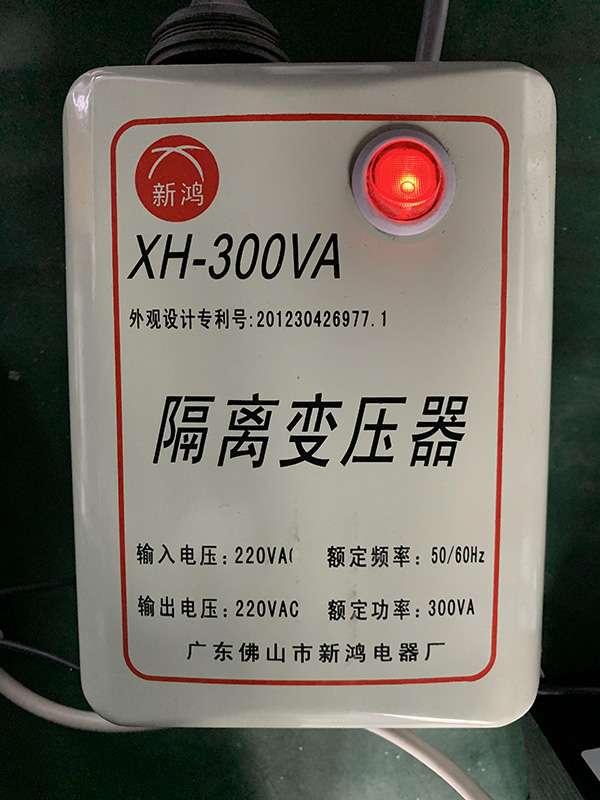 新鸿
XH-300VA
外观设计专利号:201230426977.1
隔离变压器
输入电压: 220VAC 额定频率: 50/60Hz
输出电压: 220VAC 额定功率: 300VA
广东佛山市新鸿电器厂